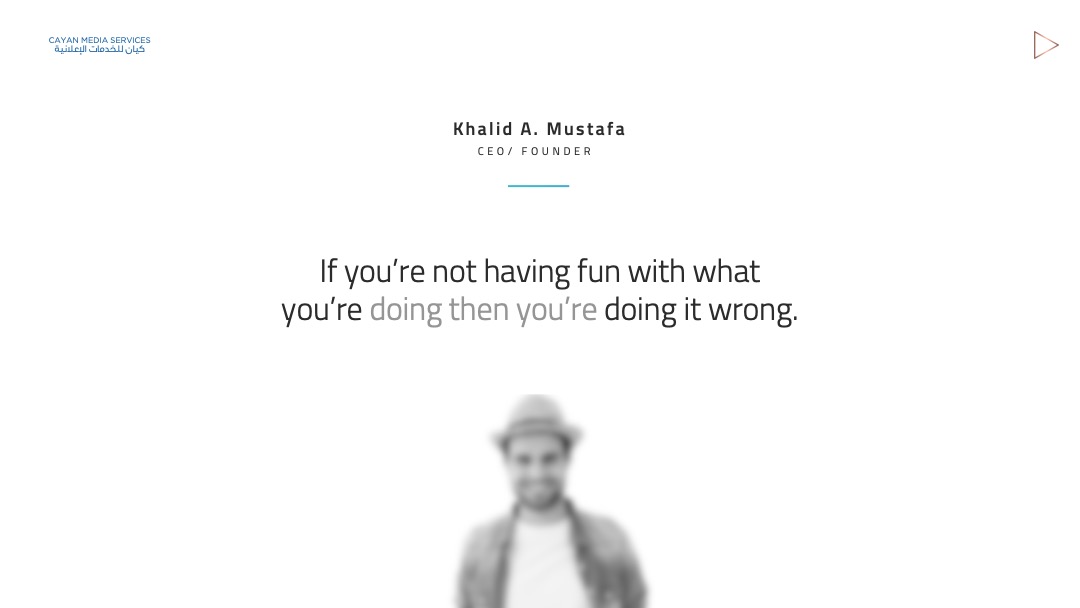 CAYAN MEDIA SERVICES
كيان للخدمات الإعلانية
Khalid A. Mustafa
CEO/ FOUNDER
If you’re not having fun with what
you’re doing then you’re doing it wrong.